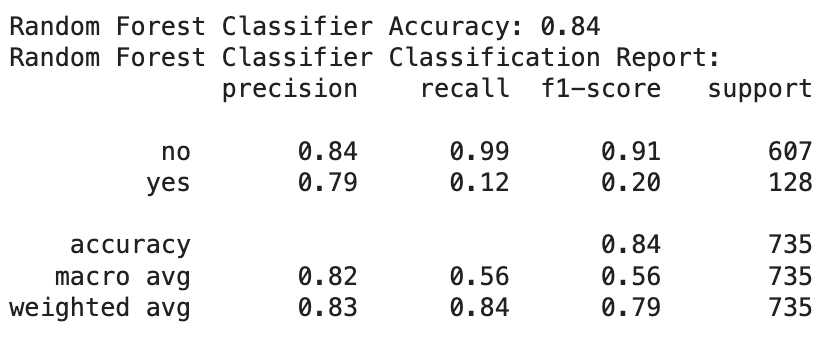 Random Forest Classifier Accuracy: 0.84
Random Forest Classifier Classification Report:
precision recall f1-score support
no 0.84 0.99 0.91 607
yes 0.79 0.12 0.20 128
accuracy 0.84 735
macro avg 0.82 0.56 0.56 735
weighted avg 0.83 0.84 0.79 735